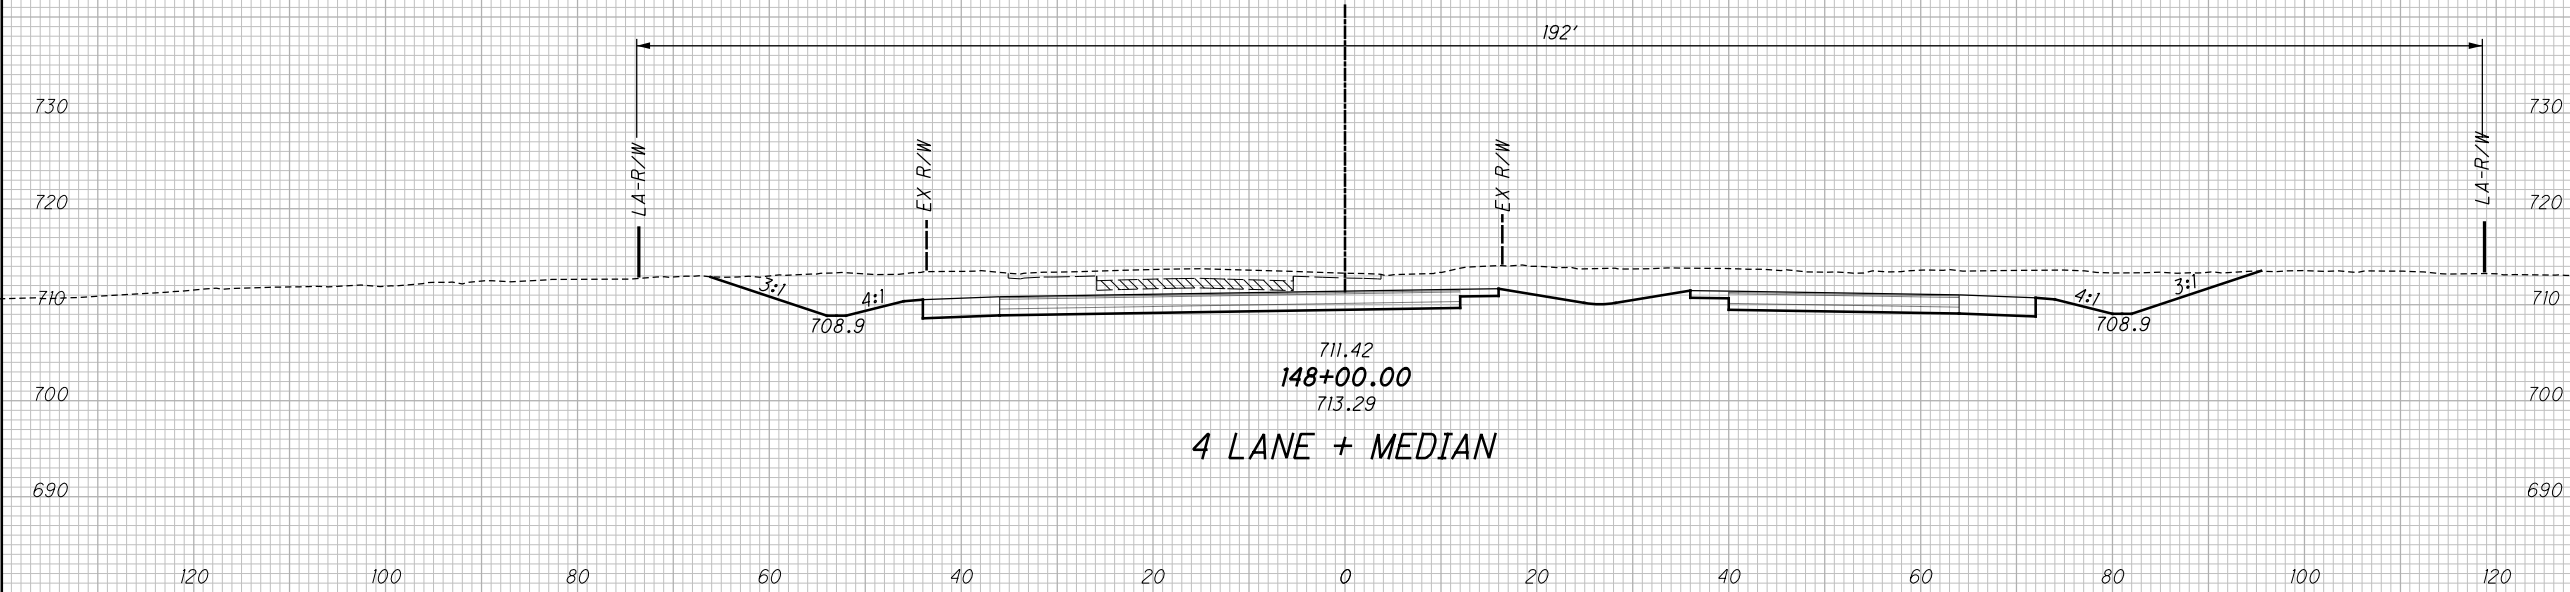 192'
730 730
LA-R/W EX R/W EX R/W LA-R/W
720 720
710 3:1 4:1 4:1 3:1 710
708.9 708.9
711.42
148+00.00
700 713.29 700
4 LANE + MEDIAN
690 690
120 100 80 60 40 20 0 20 40 60 80 100 120